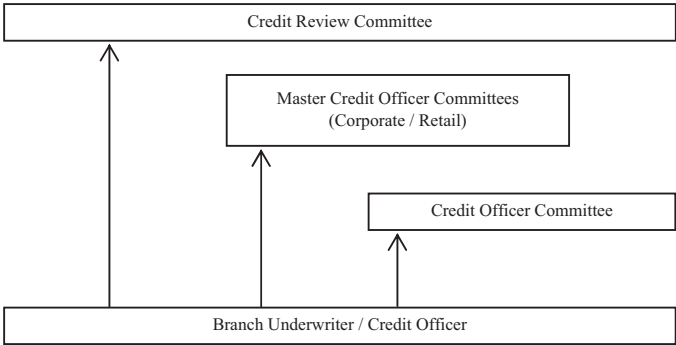 Credit Review Committee
Master Credit Officer Committees
(Corporate / Retail)
Credit Officer Committee
Branch Underwriter / Credit Officer